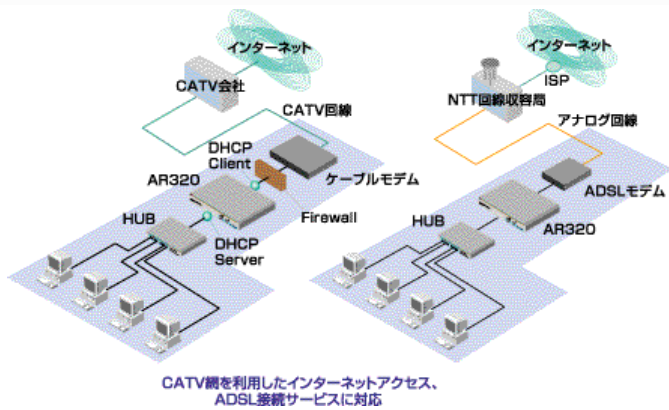 インターネット
CATV会社
CATV回線
DHCP
Client
AR320
ケーブルモデム
Firewall
HUB
DHCP
Server
インターネット
ISP
NTT回線収容局
アナログ回線
ADSLモデム
AR320
HUB
CATV網を利用したインターネットアクセス、
ADSL接続サービスに対応